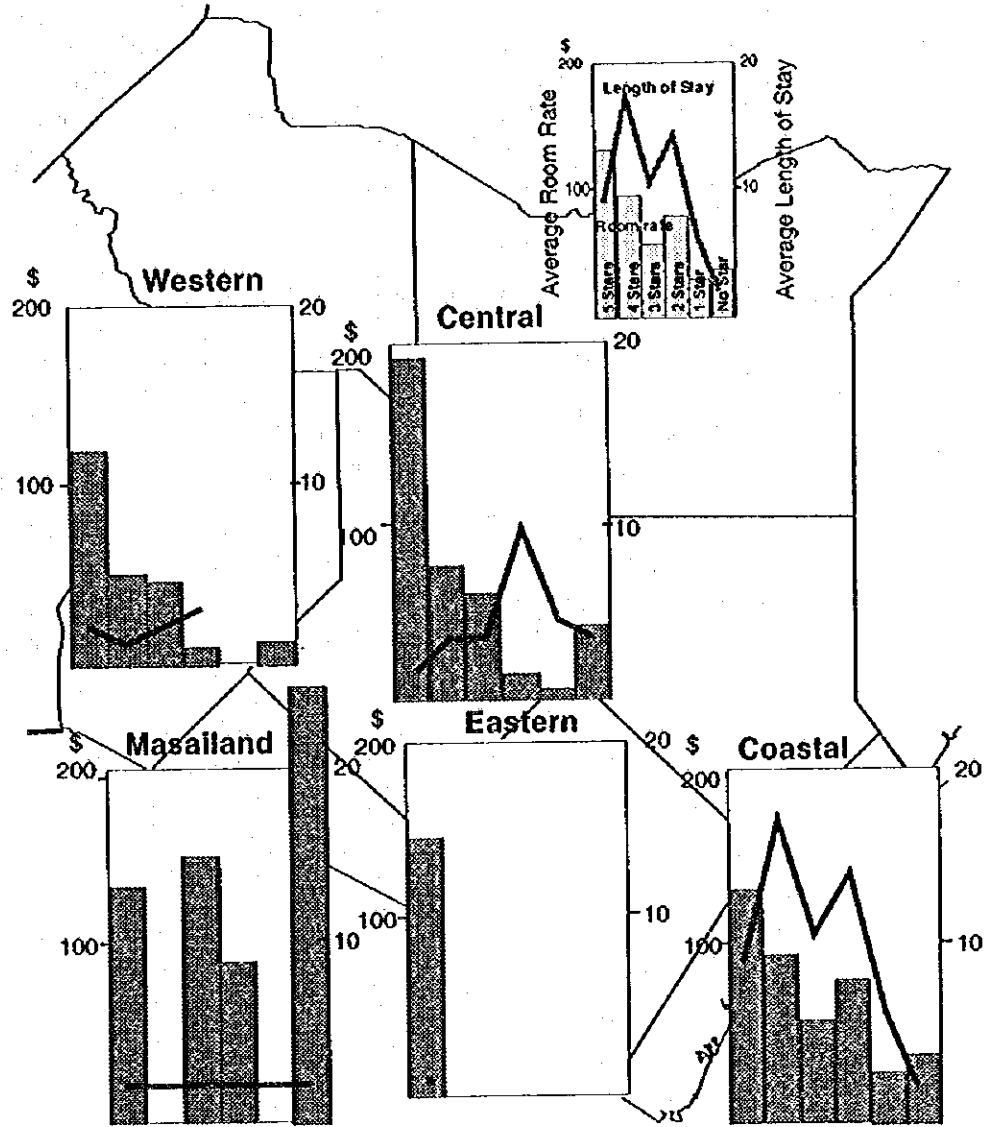 $
200
20
Length of Stay
Average Room Rate
Average Length of Stay
100
10
Room rate
5 Stars
4 Stars
3 Stars
2 Stars
1 Star
No Star
Western
$
200
20
100
10
Central
$
200
20
100
10
Masailand
$
200
20
100
10
Eastern
$
200
20
100
10
Coastal
$
200
20
100
10